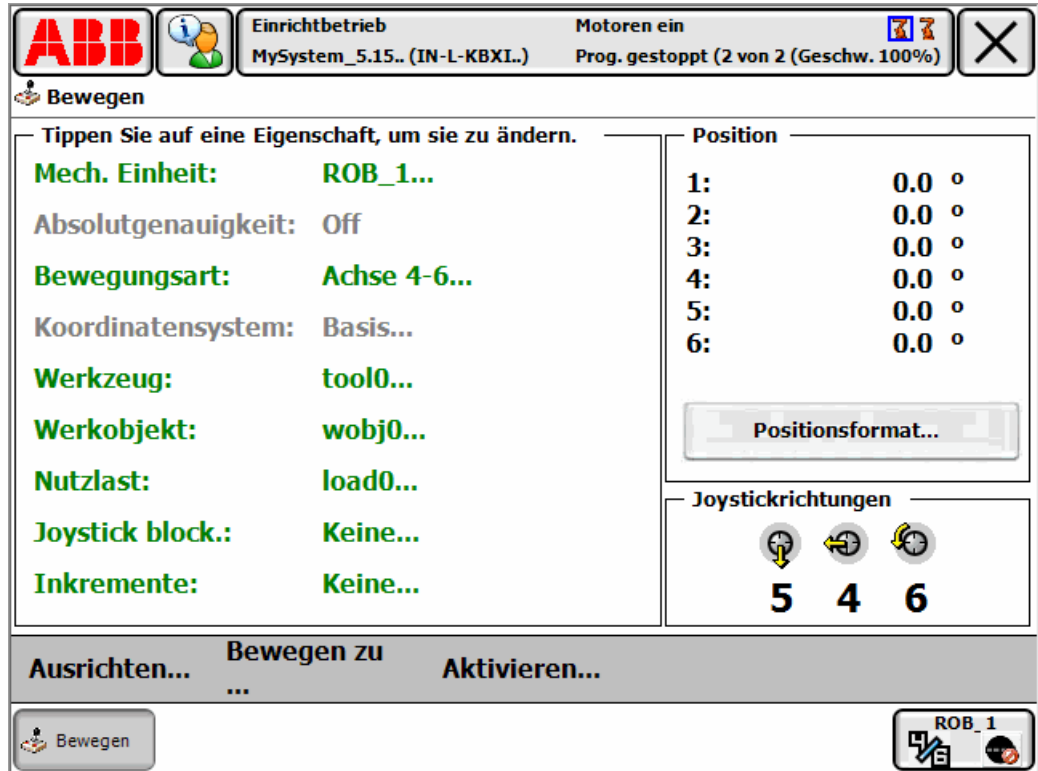 ABB
Einrichtbetrieb
MySystem_5.15.. (IN-L-KBXI..)
Motoren ein
Prog. gestoppt (2 von 2 (Geschw. 100%)
Bewegen
Tippen Sie auf eine Eigenschaft, um sie zu ändern.
Mech. Einheit: ROB_1...
Absolutgenauigkeit: Off
Bewegungsart: Achse 4-6...
Koordinatensystem: Basis...
Werkzeug: tool0...
Werkobjekt: wobj0...
Nutzlast: load0...
Joystick block.: Keine...
Inkremente: Keine...
Position
1: 0.0 º
2: 0.0 º
3: 0.0 º
4: 0.0 º
5: 0.0 º
6: 0.0 º
Positionsformat...
Joystickrichtungen
5 4 6
Ausrichten...
Bewegen zu
...
Aktivieren...
Bewegen
ROB_1